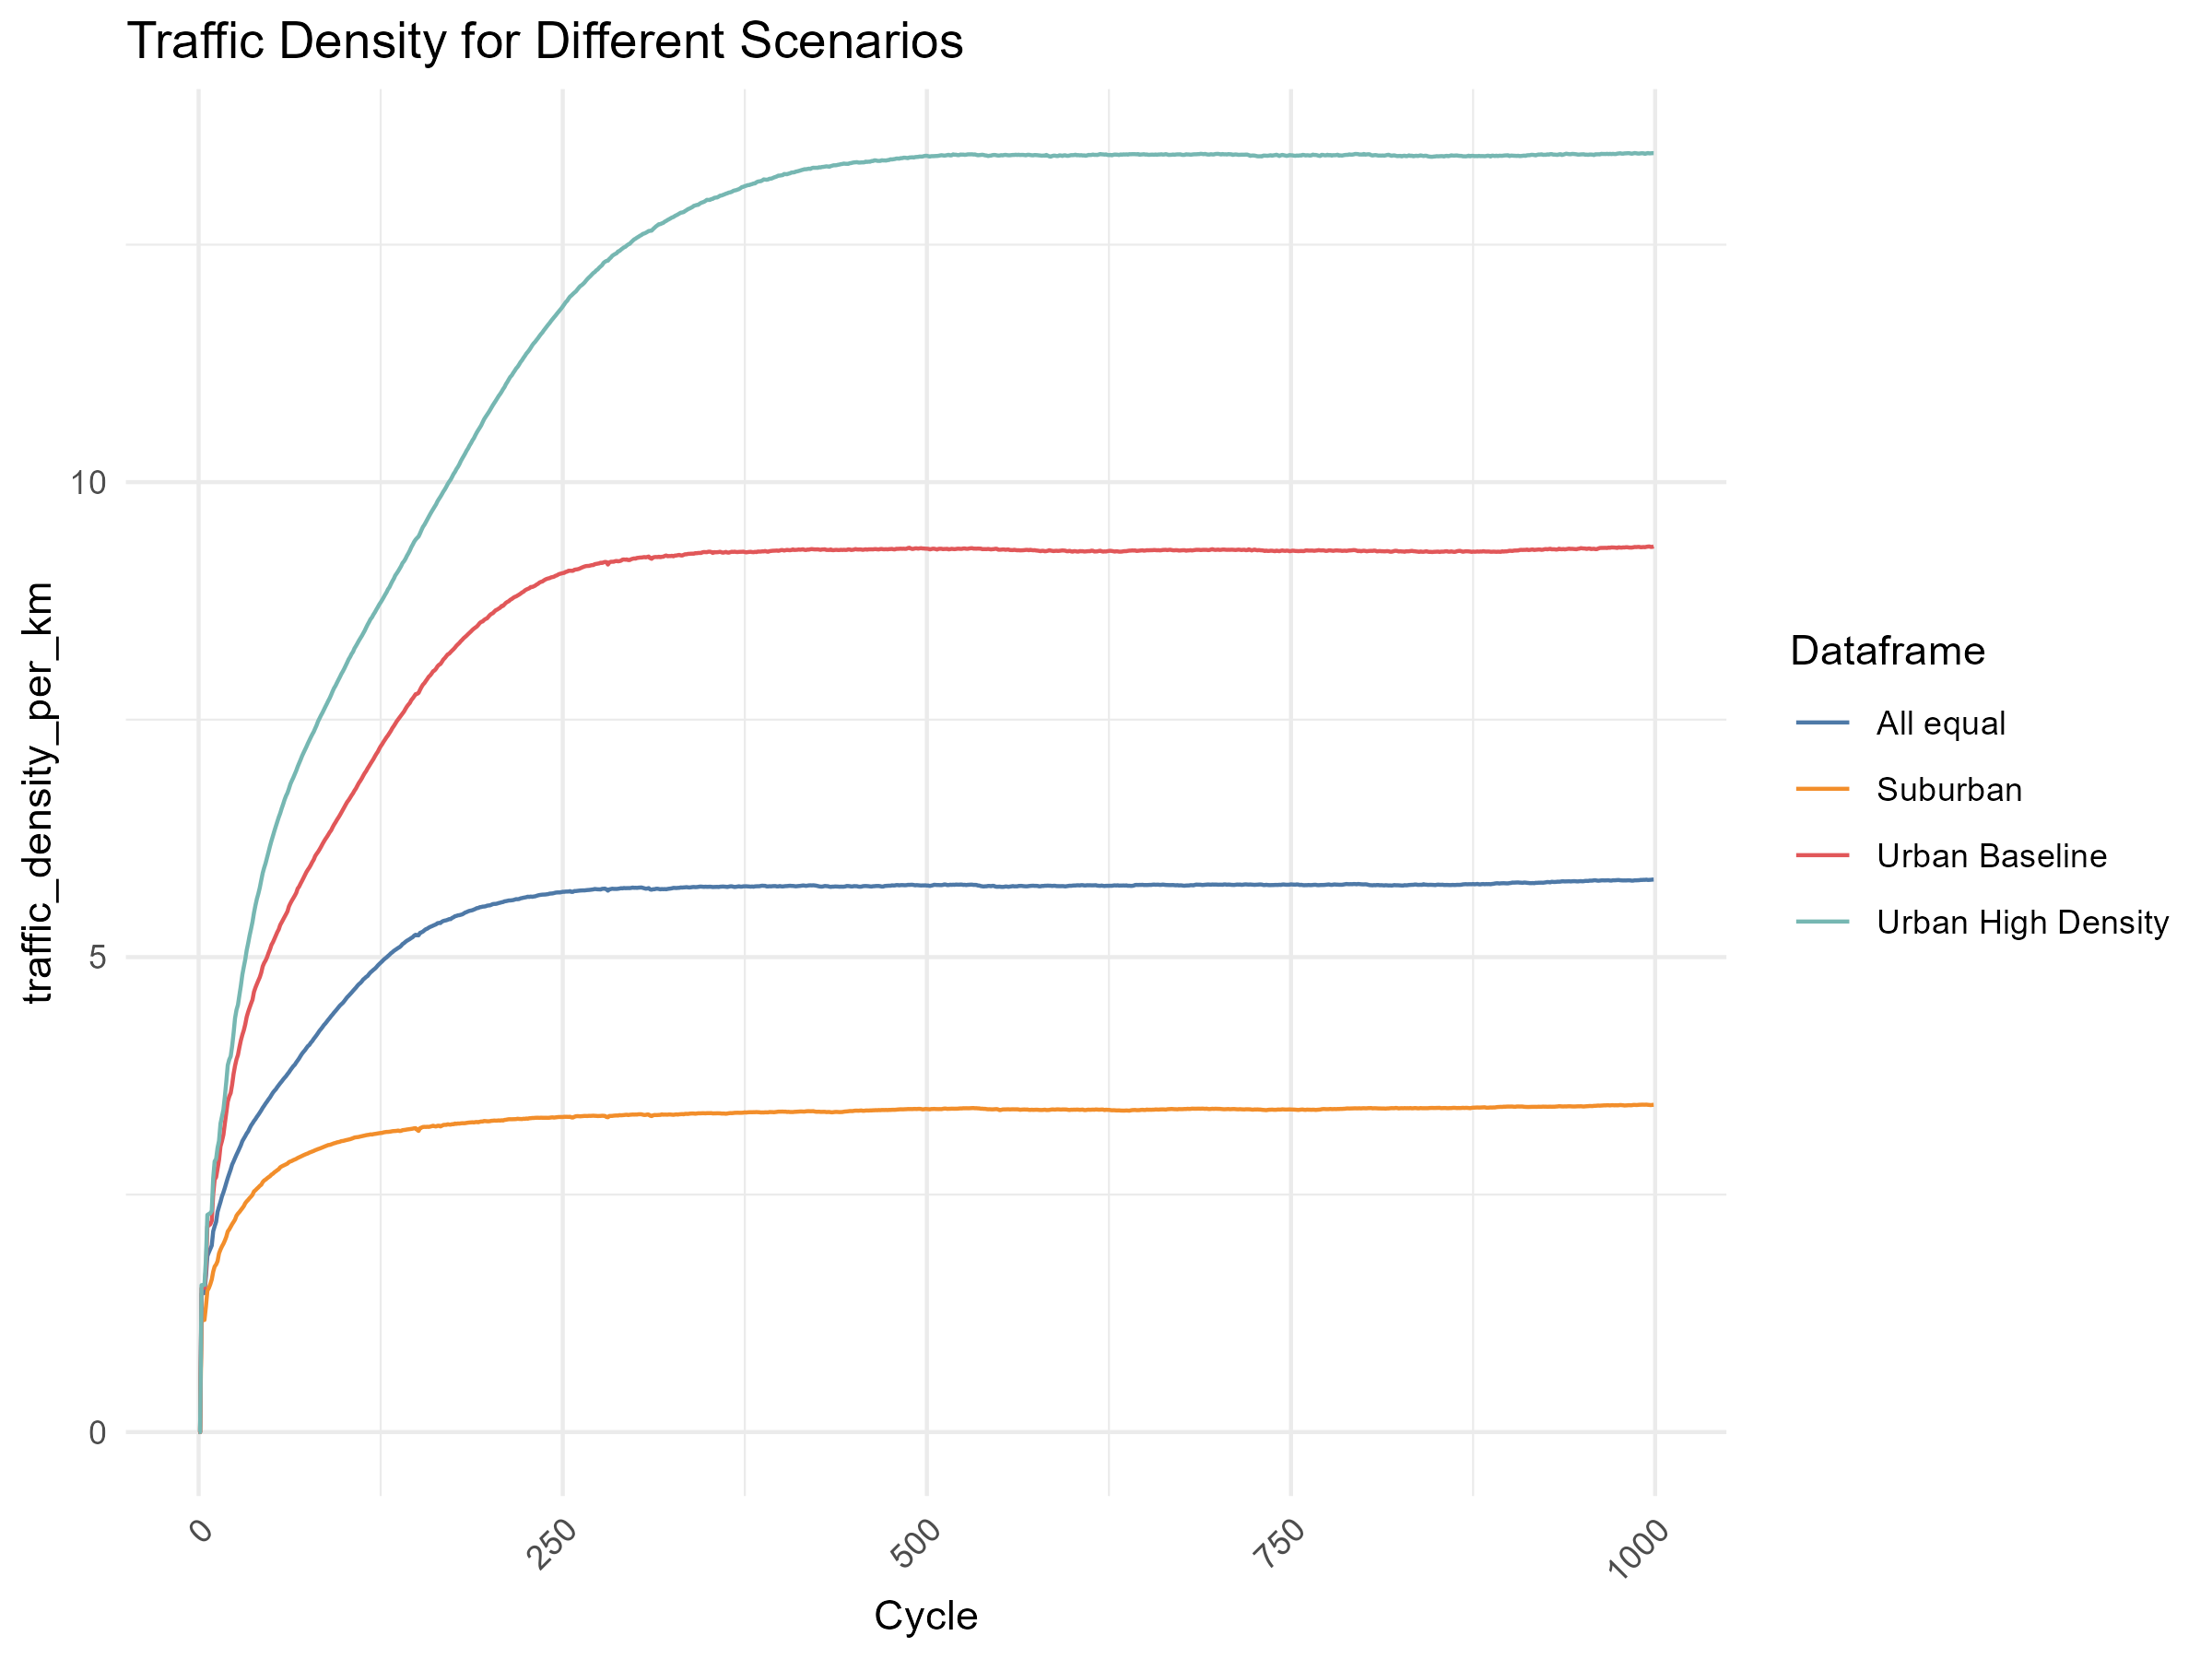 Traffic Density for Different Scenarios
traffic_density_per_km
10
5
0
0
250
500
750
1000
Cycle
Dataframe
All equal
Suburban
Urban Baseline
Urban High Density